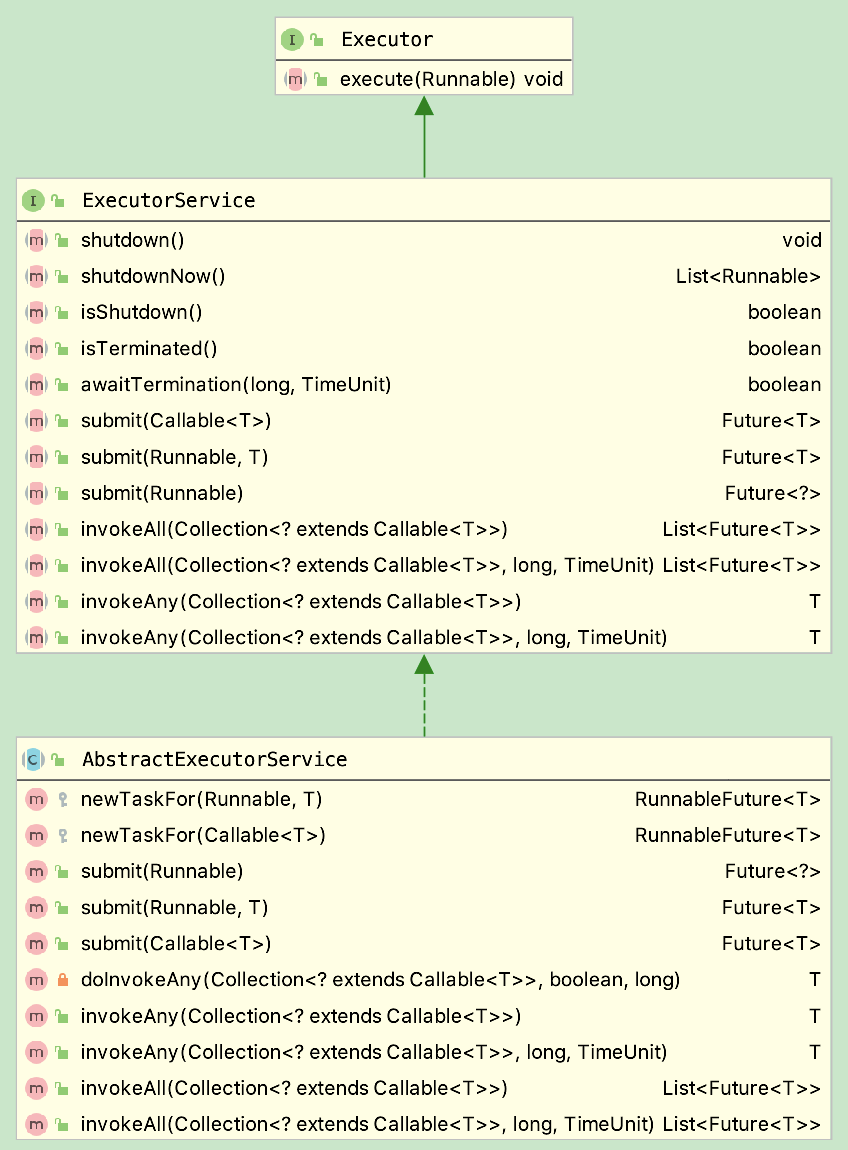 I Executor
m execute(Runnable) void
I ExecutorService
m shutdown() void
m shutdownNow() List<Runnable>
m isShutdown() boolean
m isTerminated() boolean
m awaitTermination(long, TimeUnit) boolean
m submit(Callable<T>) Future<T>
m submit(Runnable, T) Future<T>
m submit(Runnable) Future<?>
m invokeAll(Collection<? extends Callable<T>>) List<Future<T>>
m invokeAll(Collection<? extends Callable<T>>, long, TimeUnit) List<Future<T>>
m invokeAny(Collection<? extends Callable<T>>) T
m invokeAny(Collection<? extends Callable<T>>, long, TimeUnit) T
C AbstractExecutorService
m newTaskFor(Runnable, T) RunnableFuture<T>
m newTaskFor(Callable<T>) RunnableFuture<T>
m submit(Runnable) Future<?>
m submit(Runnable, T) Future<T>
m submit(Callable<T>) Future<T>
m doInvokeAny(Collection<? extends Callable<T>>, boolean, long) T
m invokeAny(Collection<? extends Callable<T>>) T
m invokeAny(Collection<? extends Callable<T>>, long, TimeUnit) T
m invokeAll(Collection<? extends Callable<T>>) List<Future<T>>
m invokeAll(Collection<? extends Callable<T>>, long, TimeUnit) List<Future<T>>